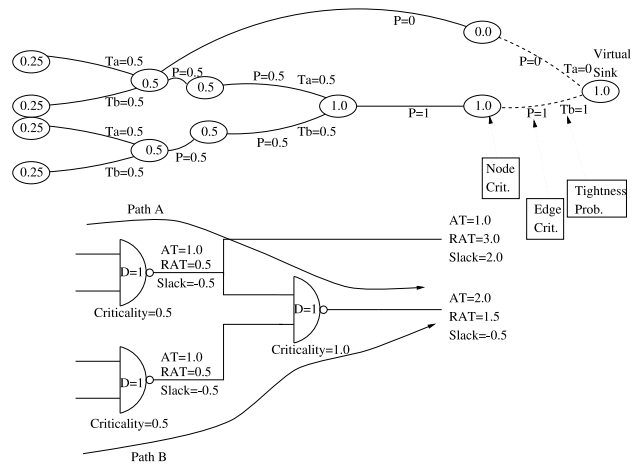 P=0
0.0
P=0
Ta=0
Virtual
Sink
1.0
0.25
Ta=0.5
0.5
P=0.5
0.5
P=0.5
Ta=0.5
0.25
Tb=0.5
1.0
P=1
1.0
P=1
Tb=1
0.25
Ta=0.5
0.5
P=0.5
0.5
P=0.5
Tb=0.5
0.25
Tb=0.5
Node
Crit.
Edge
Crit.
Tightness
Prob.
Path A
AT=1.0
RAT=0.5
Slack=-0.5
D=1
Criticality=0.5
AT=1.0
RAT=3.0
Slack=2.0
D=1
Criticality=1.0
AT=2.0
RAT=1.5
Slack=-0.5
AT=1.0
RAT=0.5
Slack=-0.5
D=1
Criticality=0.5
Path B